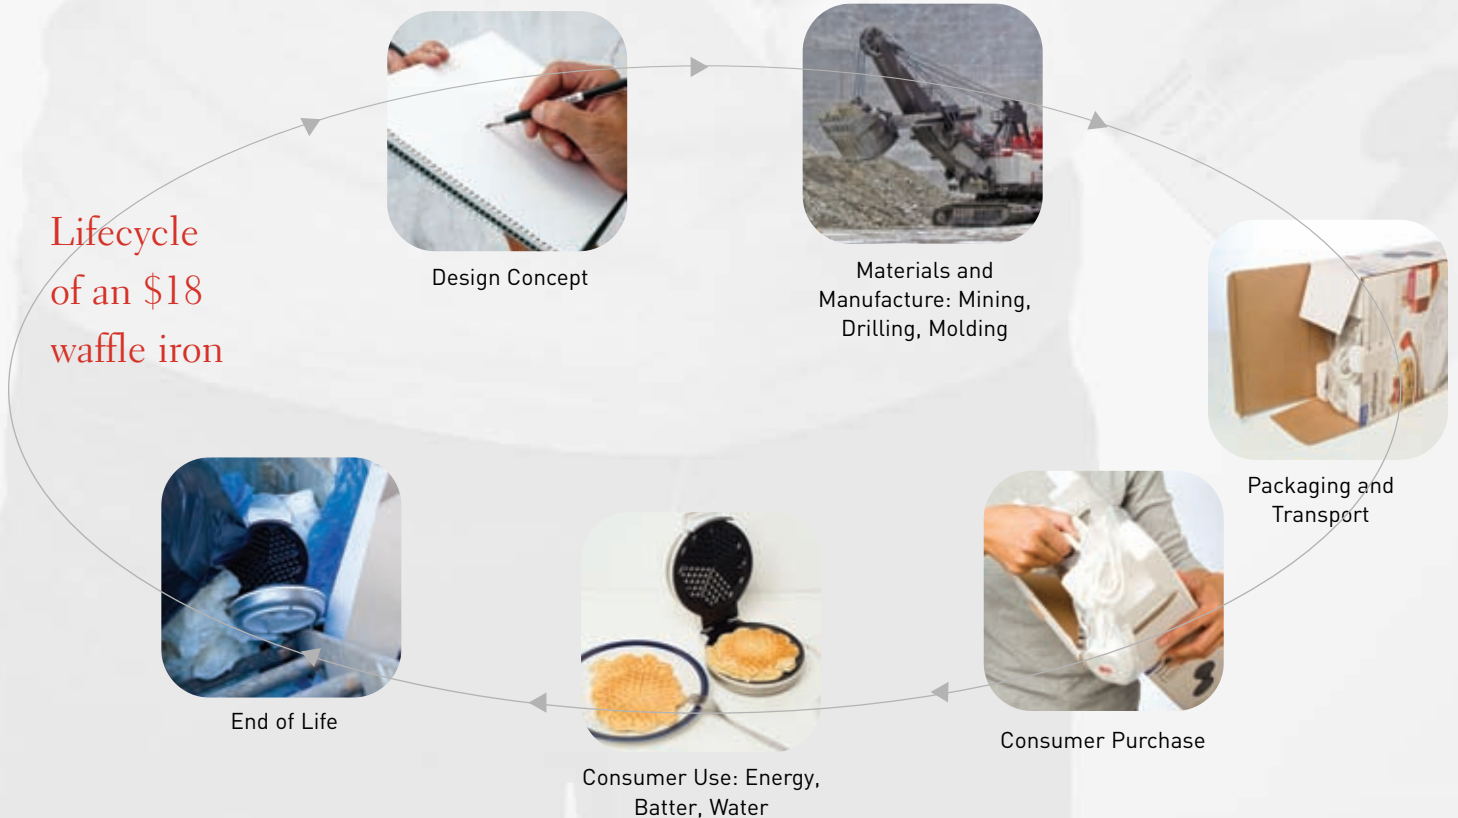 Lifecycle
of an $18
waffle iron
Design Concept
Materials and
Manufacture: Mining,
Drilling, Molding
Packaging and
Transport
Consumer Purchase
Consumer Use: Energy,
Batter, Water
End of Life